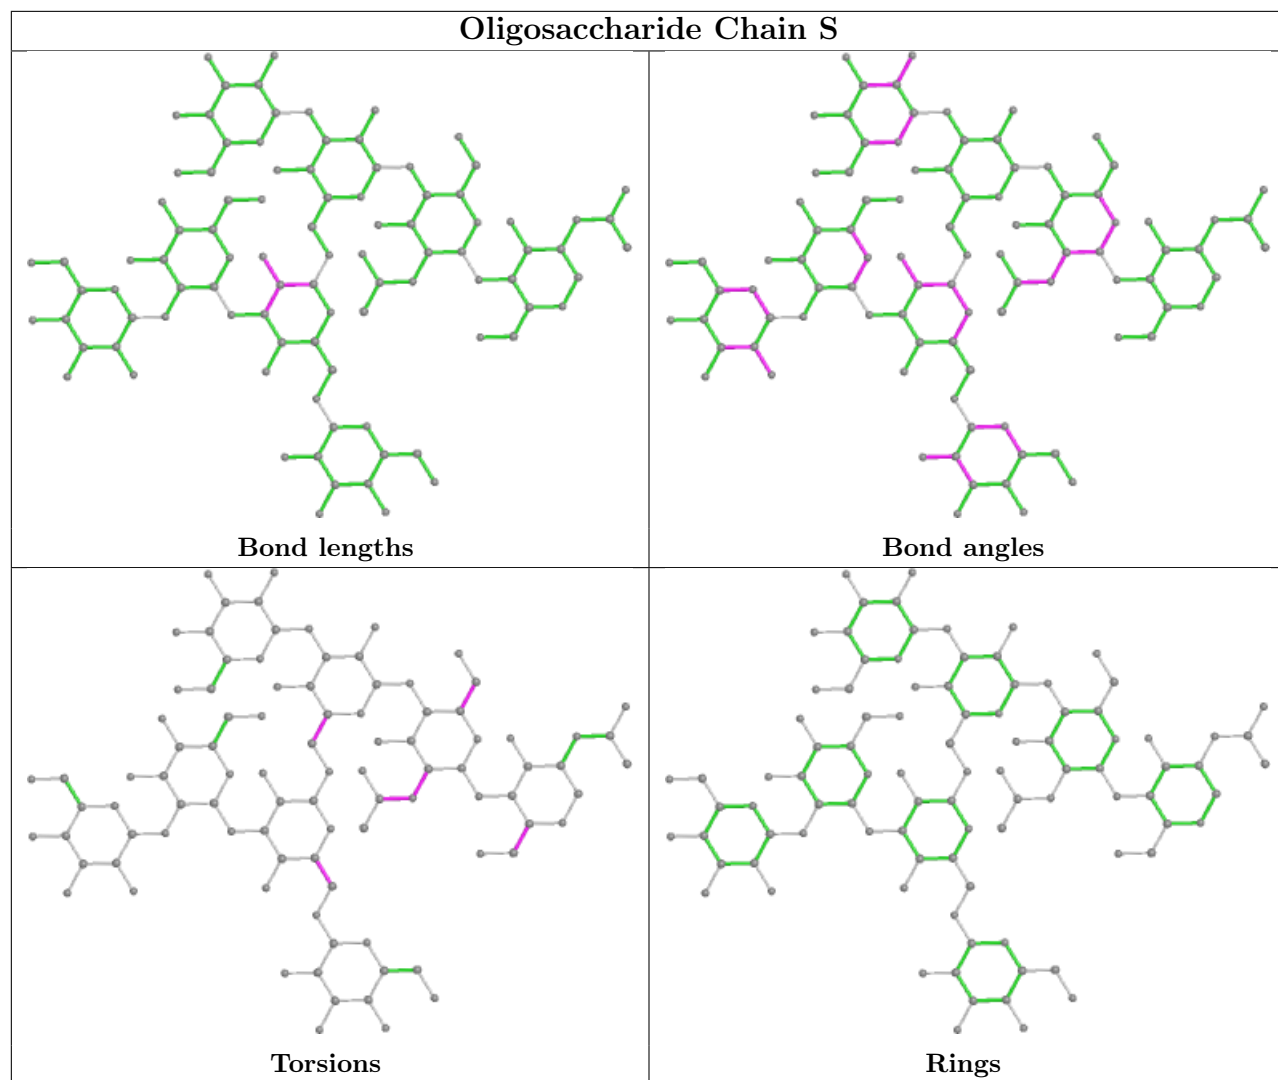 Oligosaccharide Chain S
Bond lengths
Bond angles
Torsions
Rings